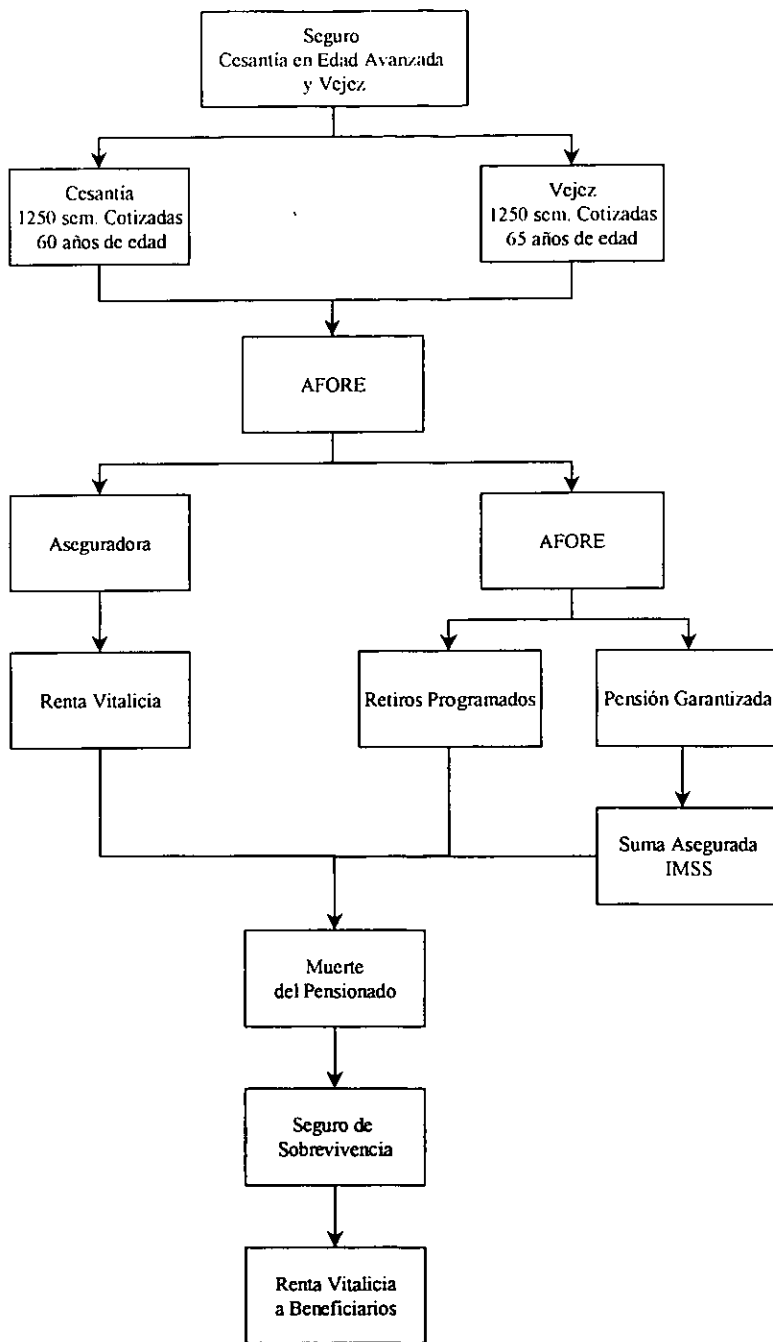 Seguro
Cesantía en Edad Avanzada
y Vejez
Cesantía
1250 sem. Cotizadas
60 años de edad
Vejez
1250 sem. Cotizadas
65 años de edad
AFORE
Aseguradora
AFORE
Renta Vitalicia
Retiros Programados
Pensión Garantizada
Suma Asegurada
IMSS
Muerte
del Pensionado
Seguro de
Sobrevivencia
Renta Vitalicia
a Beneficiarios